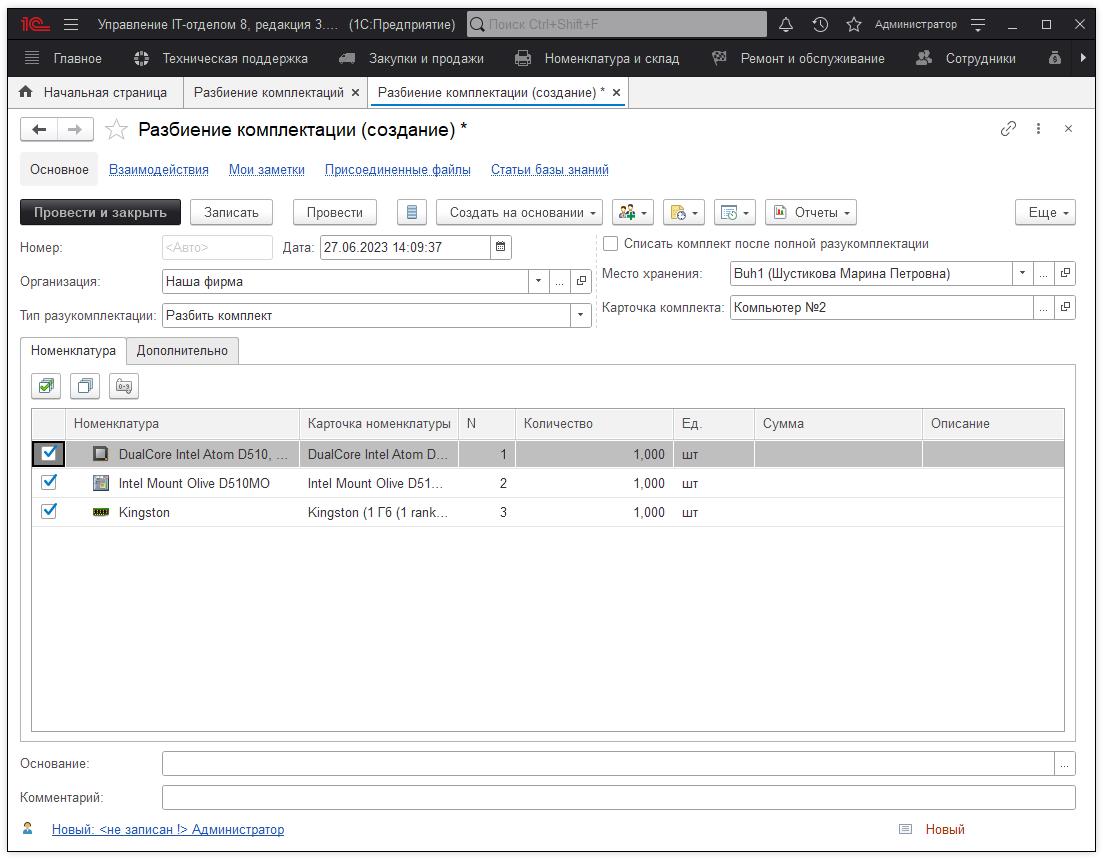 1С Управление IT-отделом 8, редакция 3.... (1С:Предприятие) Поиск Ctrl+Shift+F Администратор
Главное Техническая поддержка Закупки и продажи Номенклатура и склад Ремонт и обслуживание Сотрудники
Начальная страница Разбиение комплектаций × Разбиение комплектации (создание) * ×
Разбиение комплектации (создание) *
Основное Взаимодействия Мои заметки Присоединенные файлы Статьи базы знаний
Провести и закрыть Записать Провести Создать на основании Отчеты Еще
Номер: <Авто> Дата: 27.06.2023 14:09:37 Списать комплект после полной разукомплектации
Организация: Наша фирма ... Место хранения: Buh1 (Шустикова Марина Петровна) ...
Тип разукомплектации: Разбить комплект Карточка комплекта: Компьютер №2 ...
Номенклатура Дополнительно
Номенклатура Карточка номенклатуры N Количество Ед. Сумма Описание
DualCore Intel Atom D510, ... DualCore Intel Atom D... 1 1,000 шт
Intel Mount Olive D510MO Intel Mount Olive D51... 2 1,000 шт
Kingston Kingston (1 Гб (1 rank... 3 1,000 шт
Основание: ...
Комментарий:
Новый: <не записан !> Администратор Новый